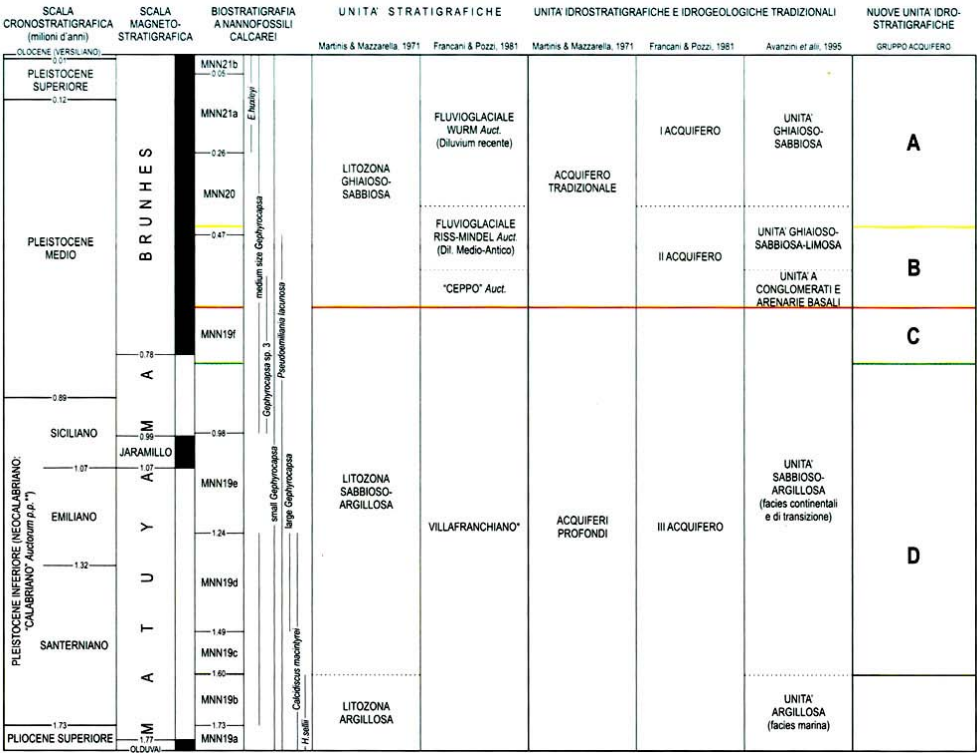 SCALA
CRONOSTRATIGRAFICA
(milioni d'anni)
SCALA
MAGNETO-
STRATIGRAFICA
BIOSTRATIGRAFIA
A NANNOFOSSILI
CALCAREI
UNITA' STRATIGRAFICHE
Martinis & Mazzarella, 1971
Francani & Pozzi, 1981
UNITA' IDROSTRATIGRAFICHE E IDROGEOLOGICHE TRADIZIONALI
Martinis & Mazzarella, 1971
Francani & Pozzi, 1981
Avanzini et alii, 1995
NUOVE UNITA' IDRO-
STRATIGRAFICHE
GRUPPO ACQUIFERO
OLOCENE (VERSILIANO)
0.01
PLEISTOCENE
SUPERIORE
0.12
PLEISTOCENE
MEDIO
0.89
SICILIANO
1.07
EMILIANO
1.32
SANTERNIANO
1.73
PLIOCENE SUPERIORE
PLEISTOCENE INFERIORE (NEOCALABRIANO:
"CALABRIANO" Auctorum p.p.**)
BRUNHES
0.78
MATUYAMA
0.99
JARAMILLO
1.07
1.77
OLDUVAI
MNN21b
0.05
MNN21a
0.26
MNN20
0.47
MNN19f
0.98
MNN19e
1.24
MNN19d
1.49
MNN19c
1.60
MNN19b
1.73
MNN19a
E.huxleyi
medium size Gephyrocapsa
Gephyrocapsa sp. 3
Pseudoemiliania lacunosa
small Gephyrocapsa
large Gephyrocapsa
Calcidiscus macintyrei
H.sellii
LITOZONA
GHIAIOSO-
SABBIOSA
LITOZONA
SABBIOSO-
ARGILLOSA
LITOZONA
ARGILLOSA
FLUVIOGLACIALE
WURM Auct.
(Diluvium recente)
FLUVIOGLACIALE
RISS-MINDEL Auct.
(Dil. Medio-Antico)
"CEPPO" Auct.
VILLAFRANCHIANO*
ACQUIFERO
TRADIZIONALE
ACQUIFERI
PROFONDI
I ACQUIFERO
II ACQUIFERO
III ACQUIFERO
UNITA'
GHIAIOSO-
SABBIOSA
UNITA' GHIAIOSO-
SABBIOSA-LIMOSA
UNITA' A
CONGLOMERATI E
ARENARIE BASALI
UNITA'
SABBIOSO-
ARGILLOSA
(facies continentali
e di transizione)
UNITA'
ARGILLOSA
(facies marina)
A
B
C
D